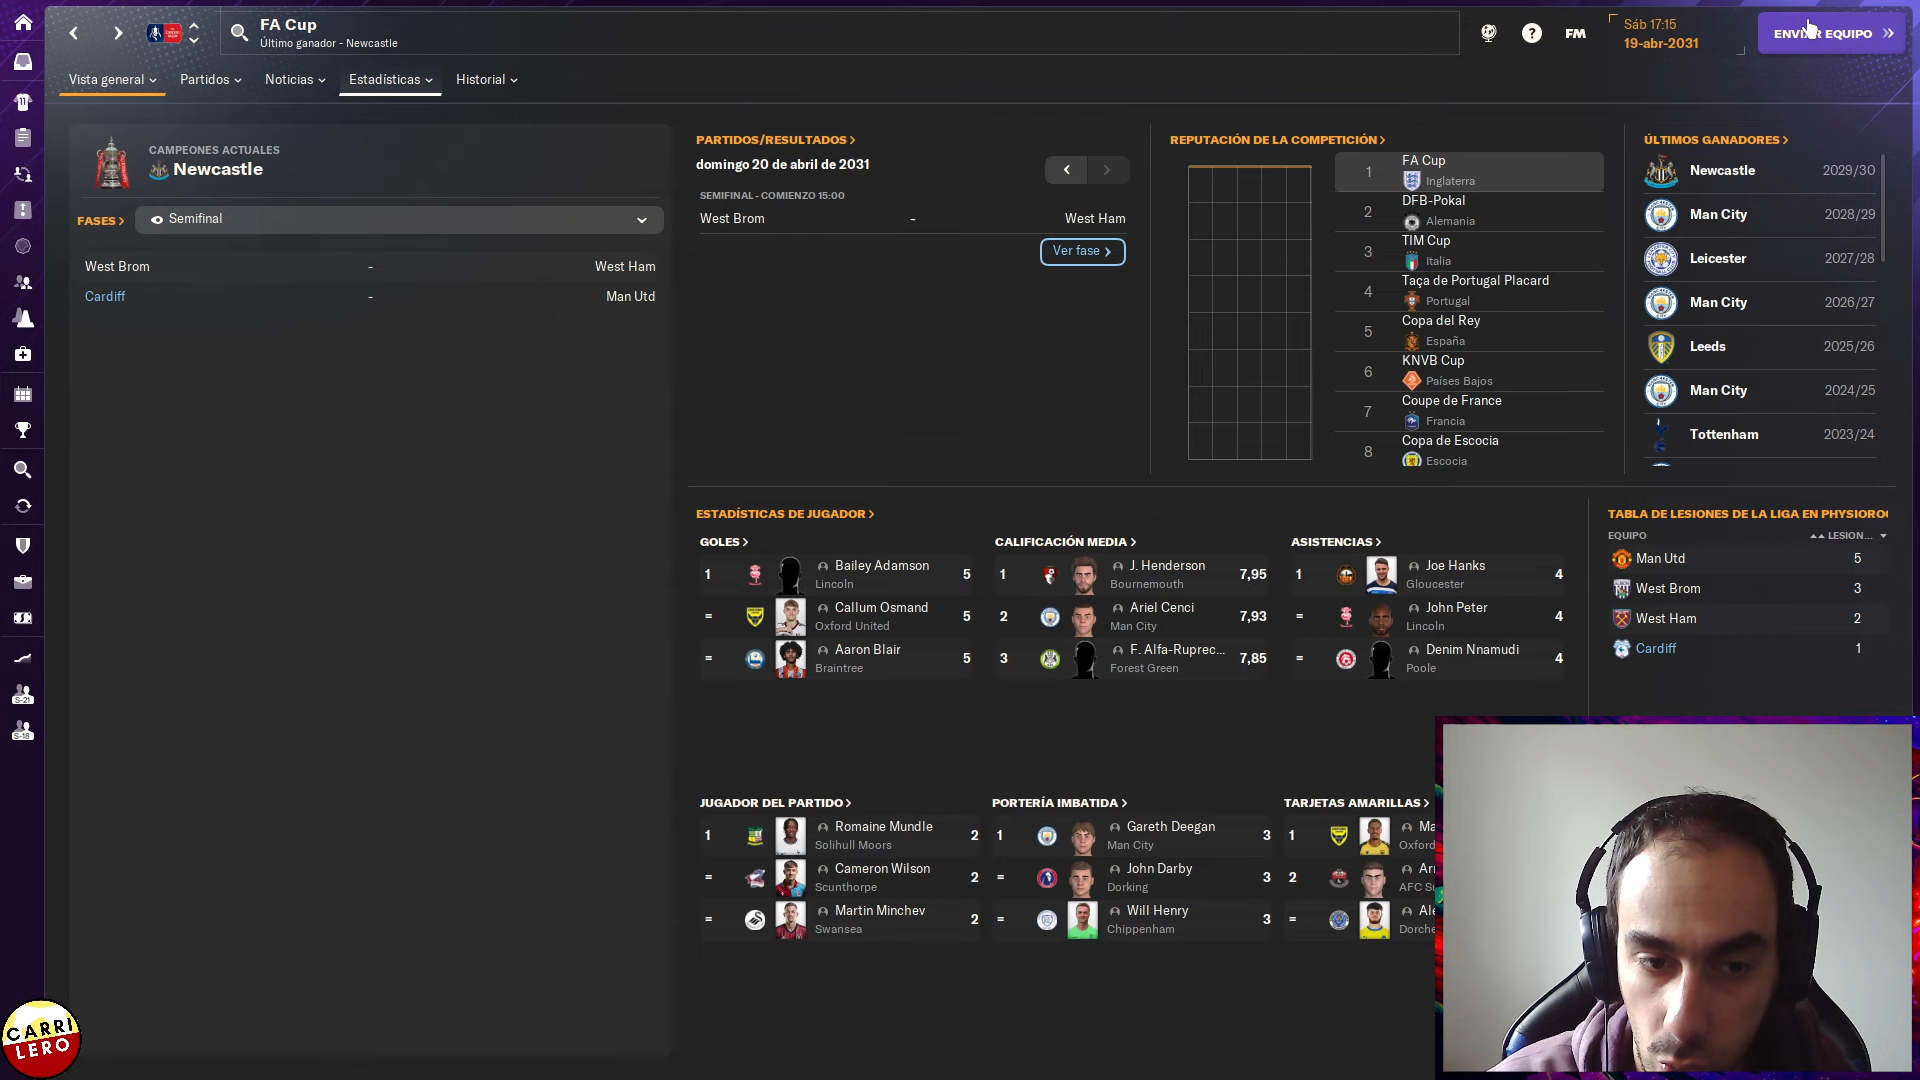 FA Cup
Último ganador - Newcastle
FM
Sáb 17:15
19-abr-2031
EQUIPO
Vista general
Partidos
Noticias
Estadísticas
Historial
CAMPEONES ACTUALES
Newcastle
FASES
Semifinal
West Brom - West Ham
Cardiff - Man Utd
PARTIDOS/RESULTADOS
domingo 20 de abril de 2031
SEMIFINAL - COMIENZO 15:00
West Brom - West Ham
Ver fase
REPUTACIÓN DE LA COMPETICIÓN
1 FA Cup
Inglaterra
2 DFB-Pokal
Alemania
3 TIM Cup
Italia
4 Taça de Portugal Placard
Portugal
5 Copa del Rey
España
6 KNVB Cup
Países Bajos
7 Coupe de France
Francia
8 Copa de Escocia
Escocia
ÚLTIMOS GANADORES
Newcastle 2029/30
Man City 2028/29
Leicester 2027/28
Man City 2026/27
Leeds 2025/26
Man City 2024/25
Tottenham 2023/24
ESTADÍSTICAS DE JUGADOR
GOLES
1 Bailey Adamson 5
Lincoln
= Callum Osmand 5
Oxford United
= Aaron Blair 5
Braintree
CALIFICACIÓN MEDIA
1 J. Henderson 7,95
Bournemouth
2 Ariel Cenci 7,93
Man City
3 F. Alfa-Ruprec... 7,85
Forest Green
ASISTENCIAS
1 Joe Hanks 4
Gloucester
= John Peter 4
Lincoln
= Denim Nnamudi 4
Poole
TABLA DE LESIONES DE LA LIGA EN PHYSIORO
EQUIPO LESION...
Man Utd 5
West Brom 3
West Ham 2
Cardiff 1
JUGADOR DEL PARTIDO
1 Romaine Mundle 2
Solihull Moors
= Cameron Wilson 2
Scunthorpe
= Martin Minchev 2
Swansea
PORTERÍA IMBATIDA
1 Gareth Deegan 3
Man City
= John Darby 3
Dorking
= Will Henry 3
Chippenham
TARJETAS AMARILLAS
1 Ma
Oxford
2 Ar
AFC S
= Ale
Dorche
S-21
S-18
CARRI
LERO